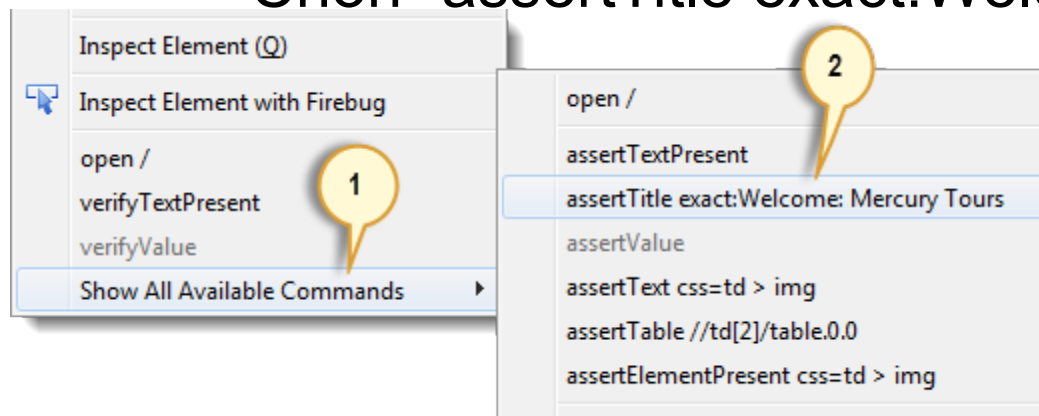 Inspect Element (Q)
Inspect Element with Firebug
open /
verifyTextPresent
verifyValue
Show All Available Commands
1
2
open /
assertTextPresent
assertTitle exact:Welcome: Mercury Tours
assertValue
assertText css=td > img
assertTable //td[2]/table.0.0
assertElementPresent css=td > img